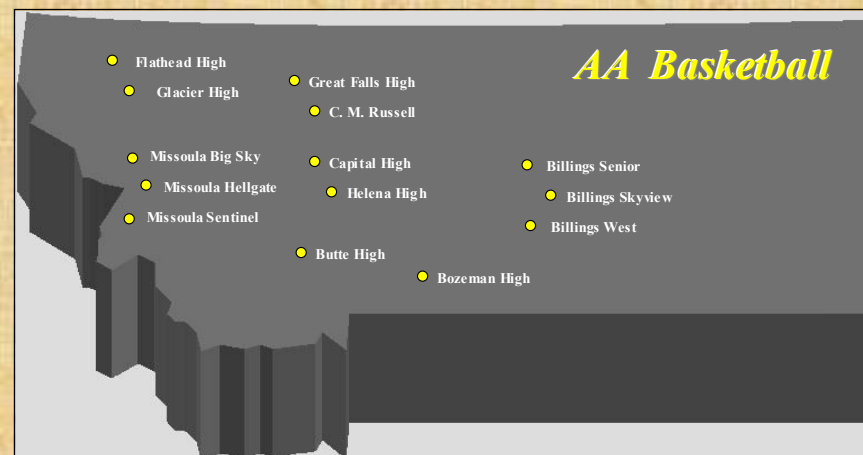 AA Basketball
Flathead High
Glacier High
Great Falls High
C. M. Russell
Missoula Big Sky
Missoula Hellgate
Missoula Sentinel
Capital High
Helena High
Billings Senior
Billings Skyview
Billings West
Butte High
Bozeman High